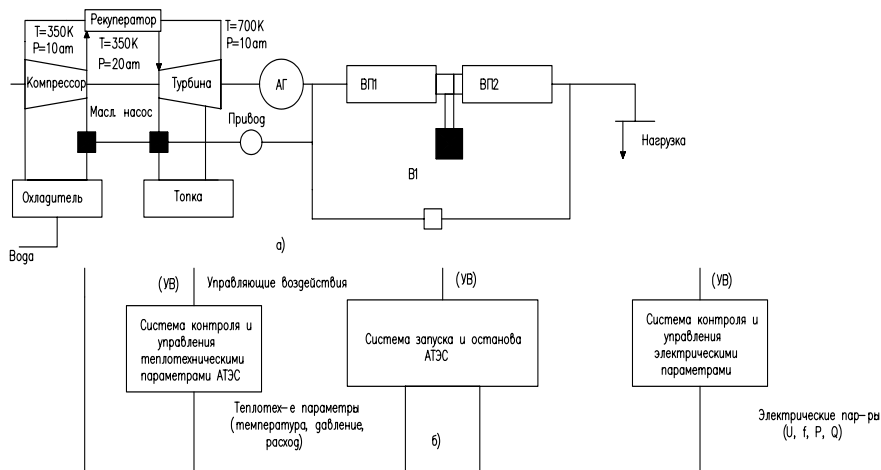 Рекуператор
T=350K
P=10am
T=350K
P=20am
T=700K
P=10am
Компрессор
Турбина
АГ
ВП1
ВП2
Масл. насос
Привод
Нагрузка
В1
Охладитель
Топка
Вода
а)
(УВ)
Управляющие воздействия
(УВ)
(УВ)
Система контроля и
управления
теплотехническими
параметрами АТЭС
Система запуска и останова
АТЭС
Система контроля и
управления
электрическими
параметрами
Теплотех-е параметры
(температура, давление,
расход)
б)
Электрические пар-ры
(U, f, P, Q)